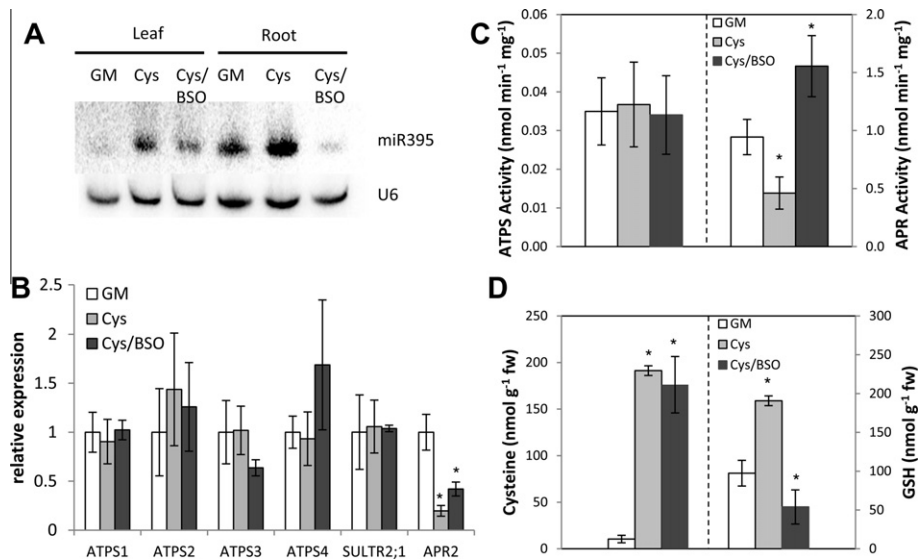 A
Leaf Root
GM Cys Cys/ GM Cys Cys/
BSO BSO
miR395
U6
B
relative expression
2.5
2
1.5
1
0.5
0
GM
Cys
Cys/BSO
* *
ATPS1 ATPS2 ATPS3 ATPS4 SULTR2;1 APR2
C
ATPS Activity (nmol min⁻¹ mg⁻¹)
0.06
0.05
0.04
0.03
0.02
0.01
0.00
GM
Cys
Cys/BSO
* *
2.0
1.5
1.0
0.5
0.0
APR Activity (nmol min⁻¹ mg⁻¹)
D
Cysteine (nmol g⁻¹ fw)
250
200
150
100
50
0
GM
Cys
Cys/BSO
* * * *
300
250
200
150
100
50
0
GSH (nmol g⁻¹ fw)